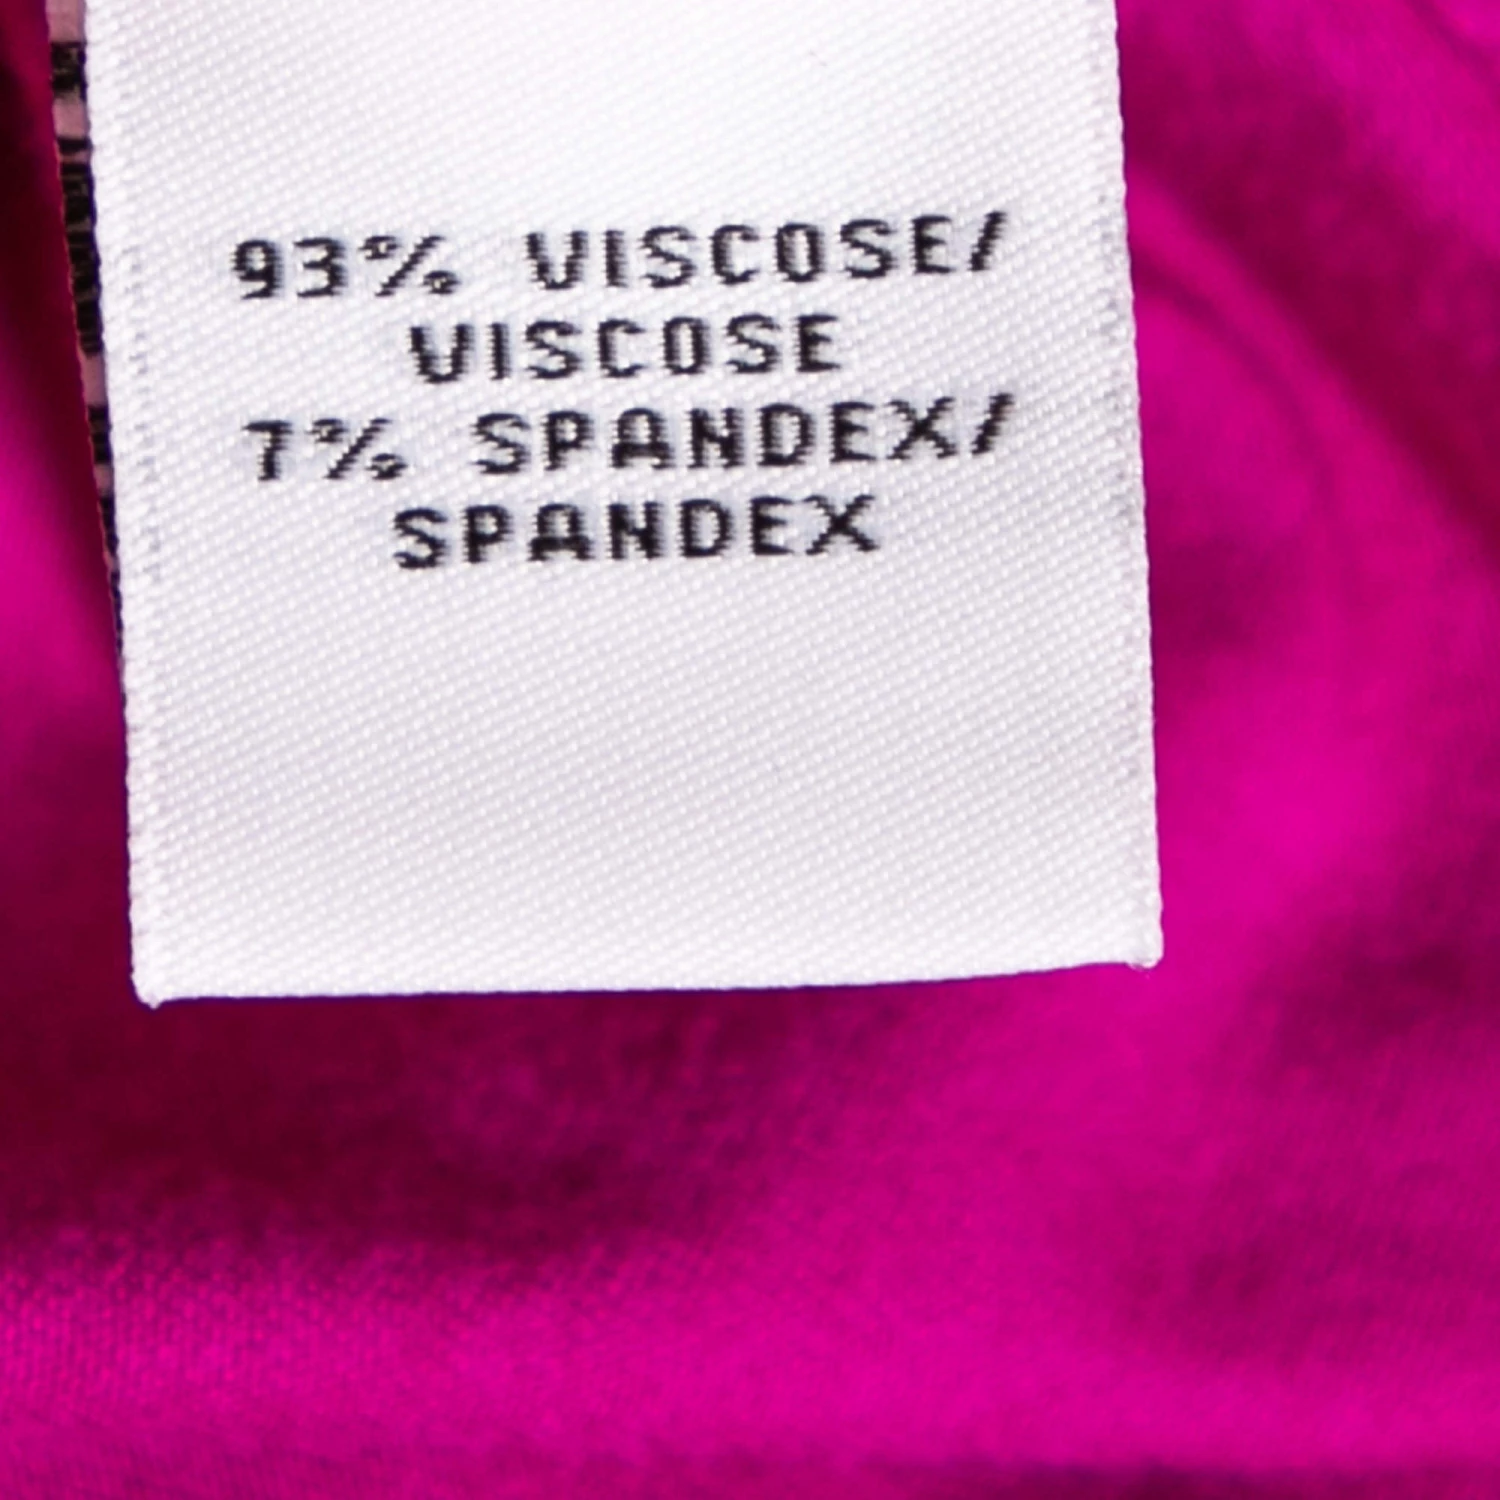 93% VISCOSE/
VISCOSE
7% SPANDEX/
SPANDEX